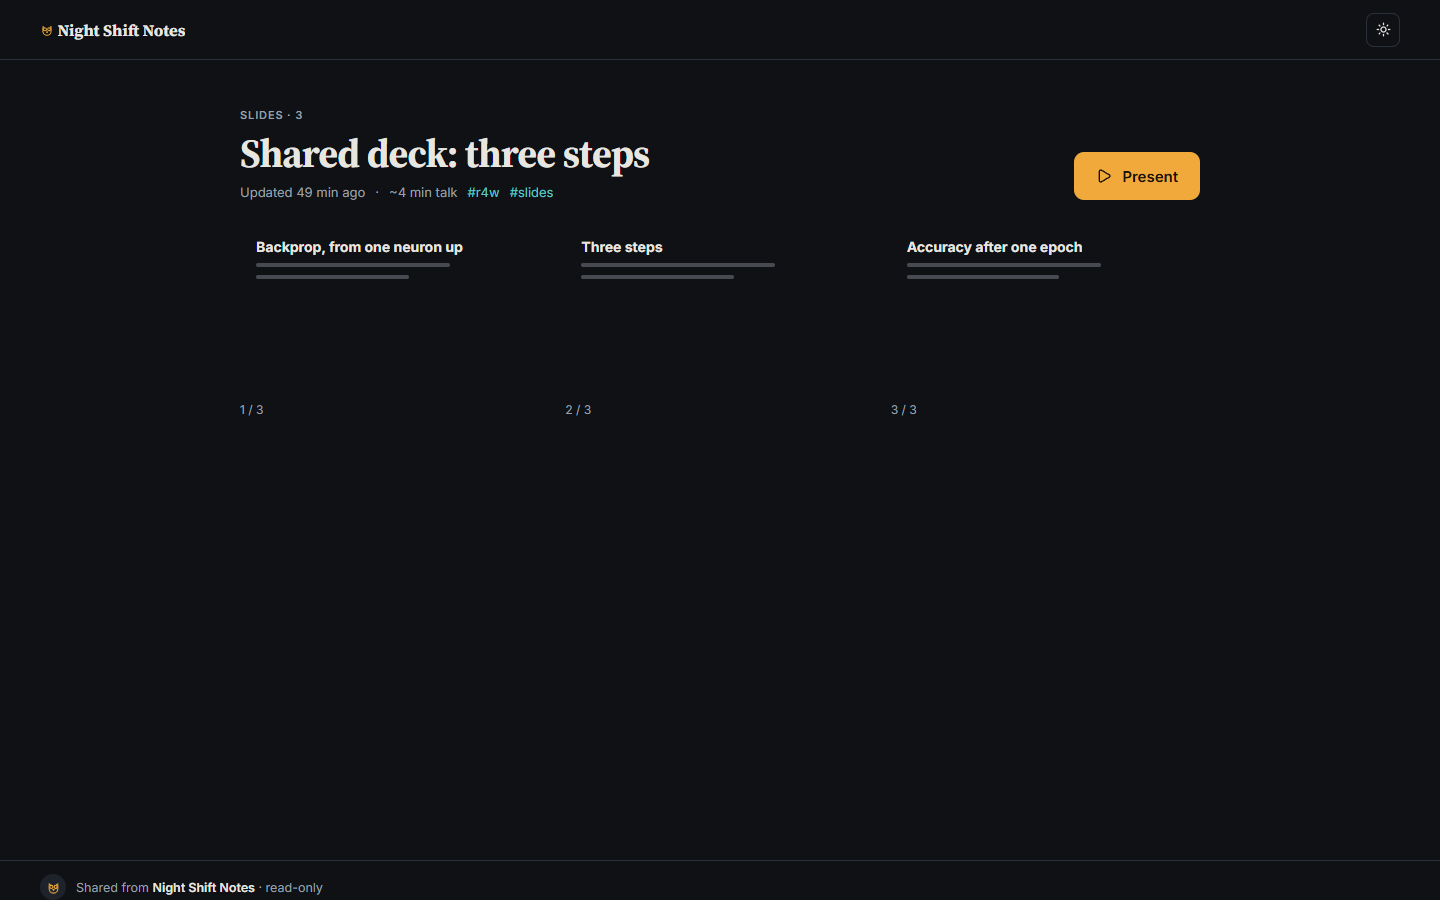 Night Shift Notes
SLIDES · 3
Shared deck: three steps
Updated 49 min ago · ~4 min talk #r4w #slides
Present
Backprop, from one neuron up
Three steps
Accuracy after one epoch
1 / 3
2 / 3
3 / 3
Shared from Night Shift Notes · read-only